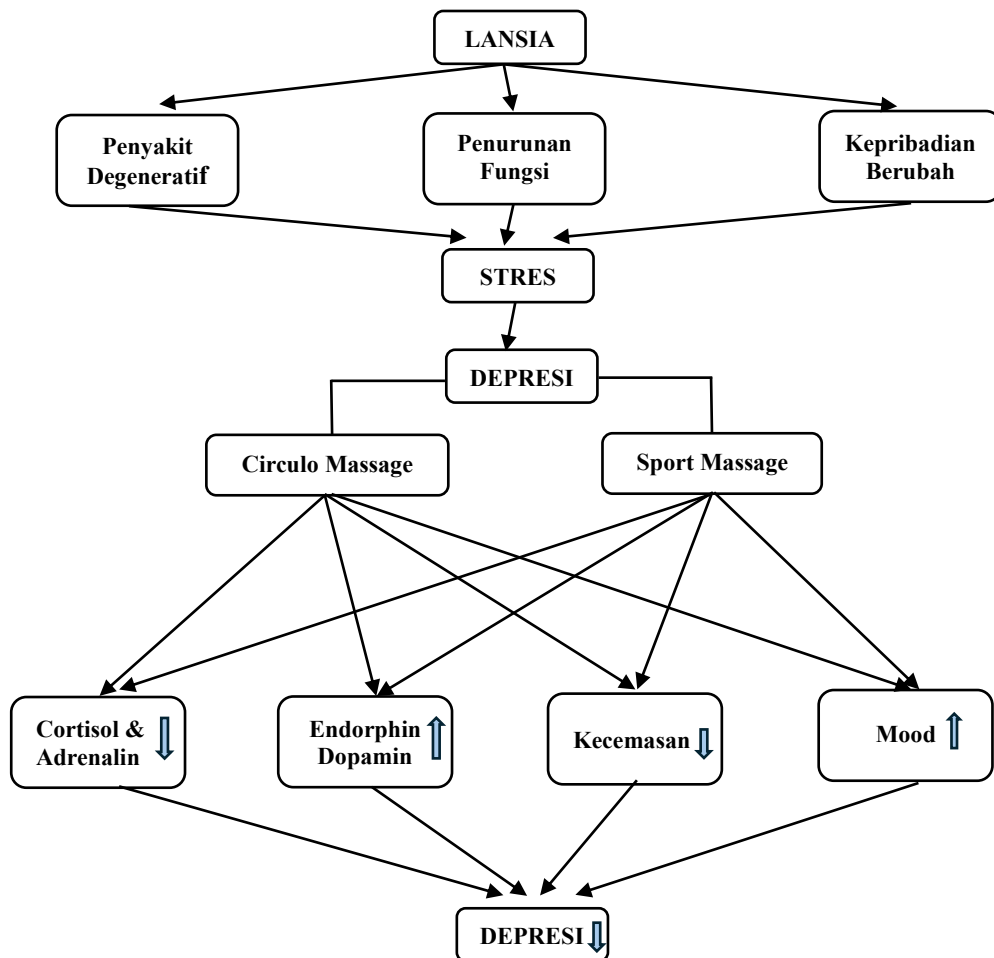 LANSIA
Penyakit
Degeneratif
Penurunan
Fungsi
Kepribadian
Berubah
STRES
DEPRESI
Circulo Massage
Sport Massage
Cortisol &
Adrenalin
Endorphin
Dopamin
Kecemasan
Mood
DEPRESI